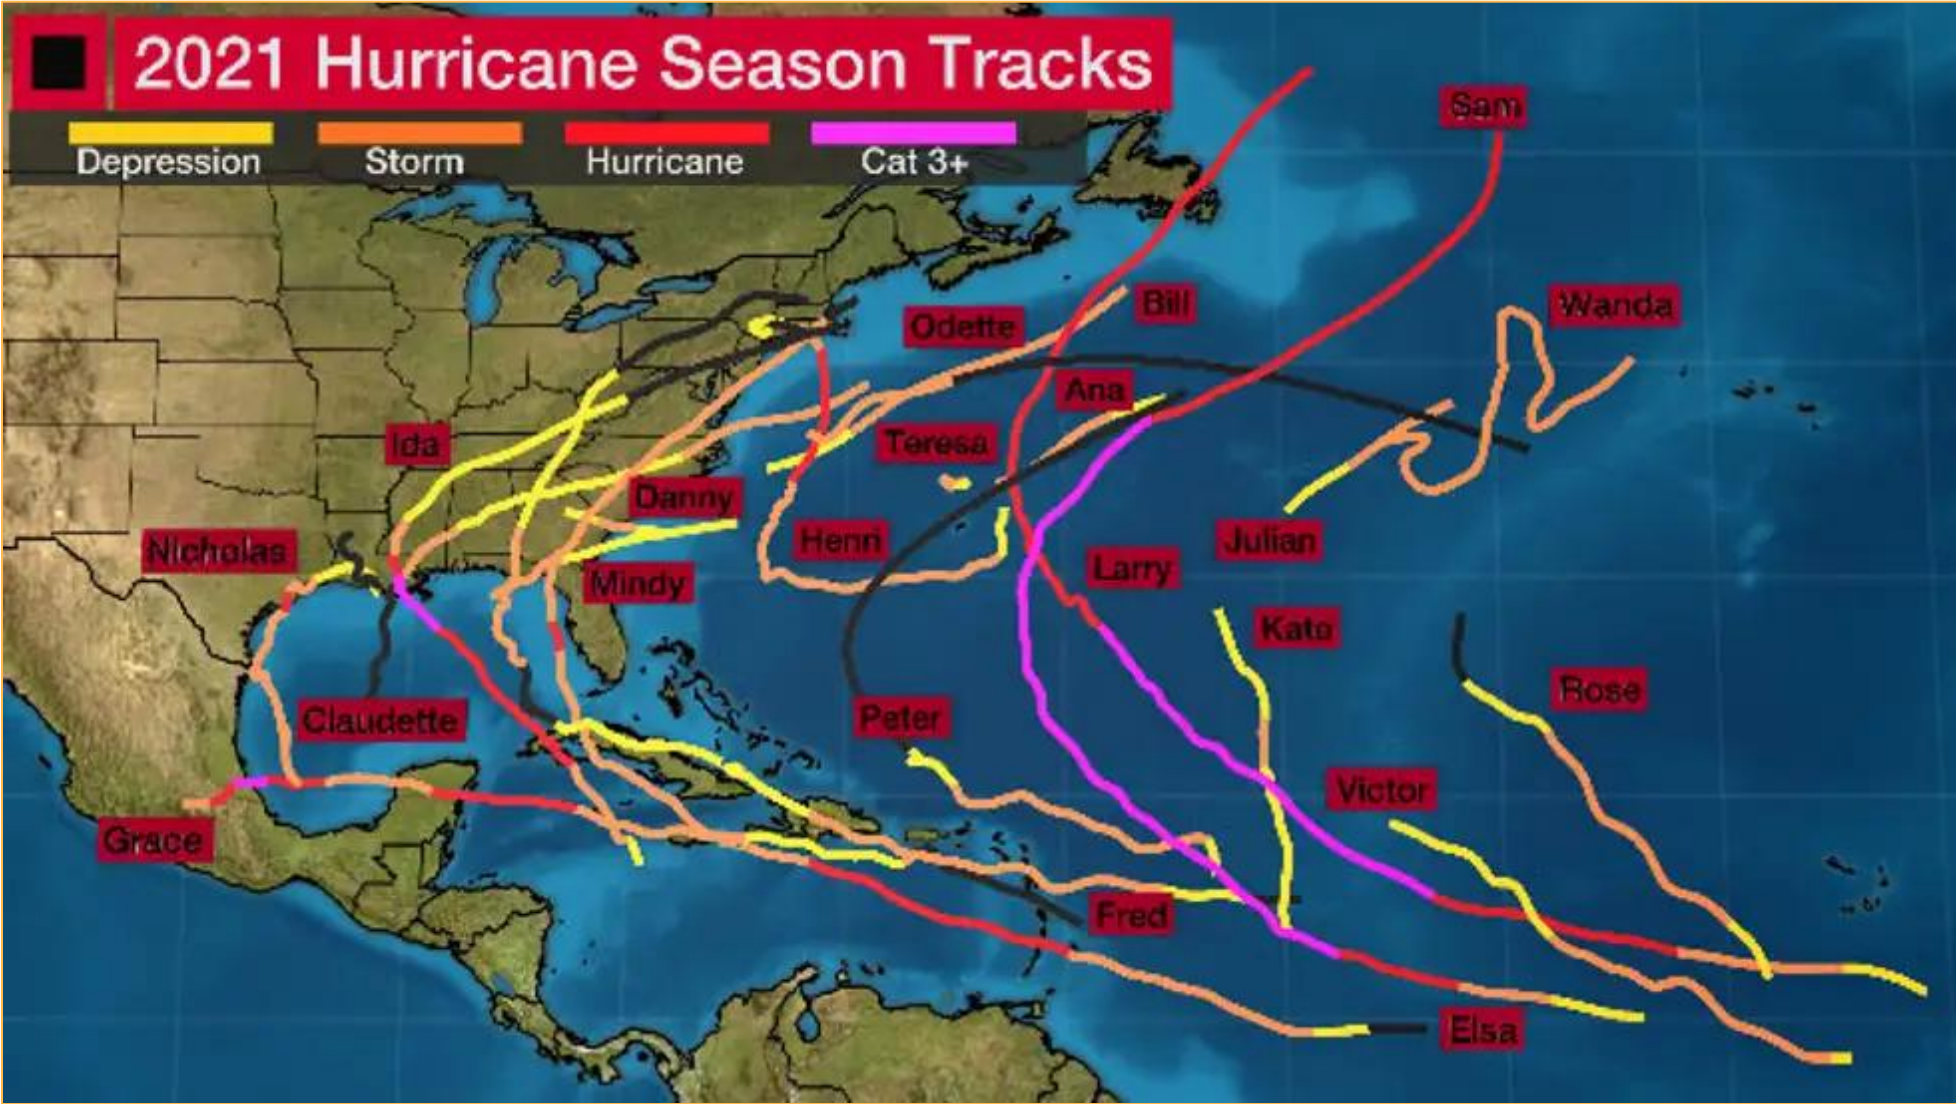 2021 Hurricane Season Tracks
Depression Storm Hurricane Cat 3+
Sam
Bill
Wanda
Odette
Ana
Ida
Teresa
Danny
Nicholas
Henri
Julian
Mindy
Larry
Kate
Rose
Claudette
Peter
Victor
Grace
Fred
Elsa